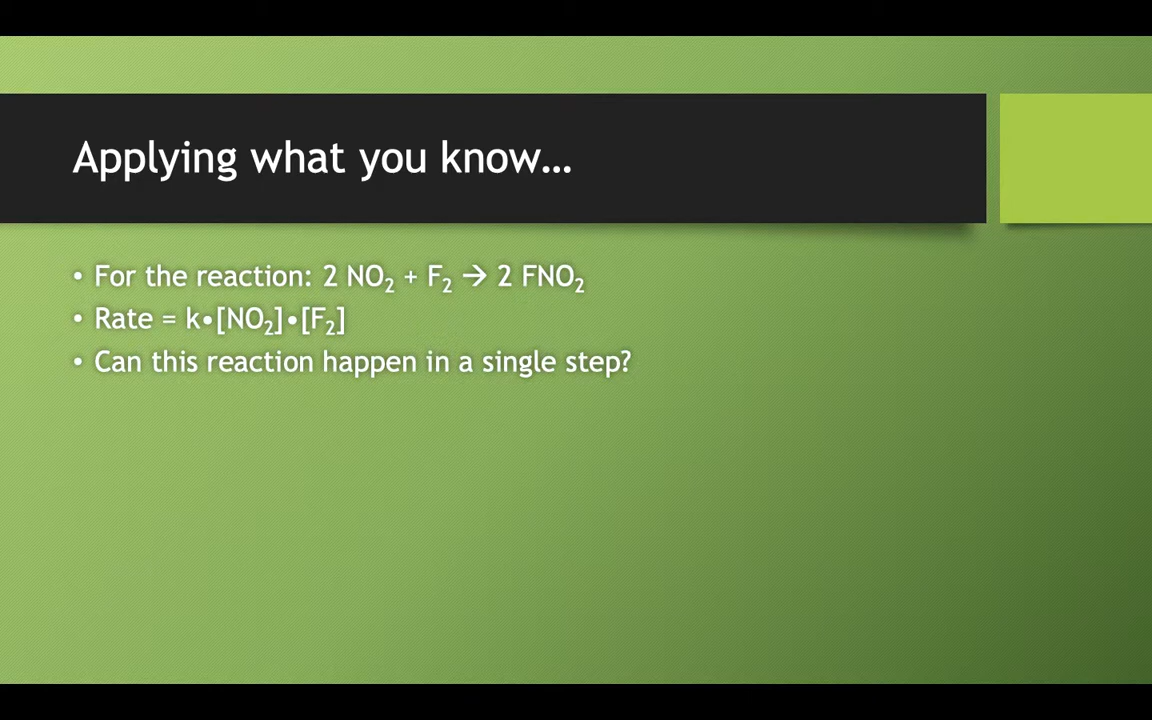 Applying what you know…
• For the reaction: 2 NO₂ + F₂ → 2 FNO₂
• Rate = k•[NO₂]•[F₂]
• Can this reaction happen in a single step?